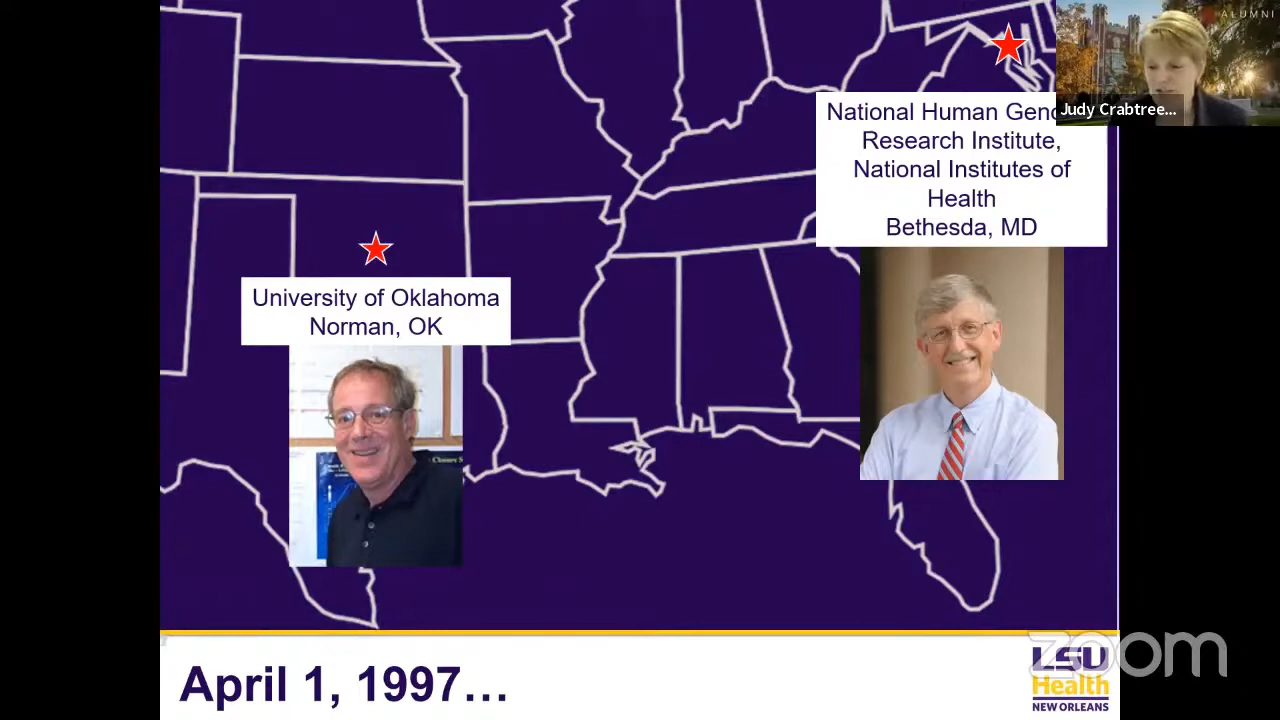 ALUMNI
Judy Crabtree...
National Human Geno
Research Institute,
National Institutes of
Health
Bethesda, MD
University of Oklahoma
Norman, OK
April 1, 1997...
zoom
LSU
Health
NEW ORLEANS